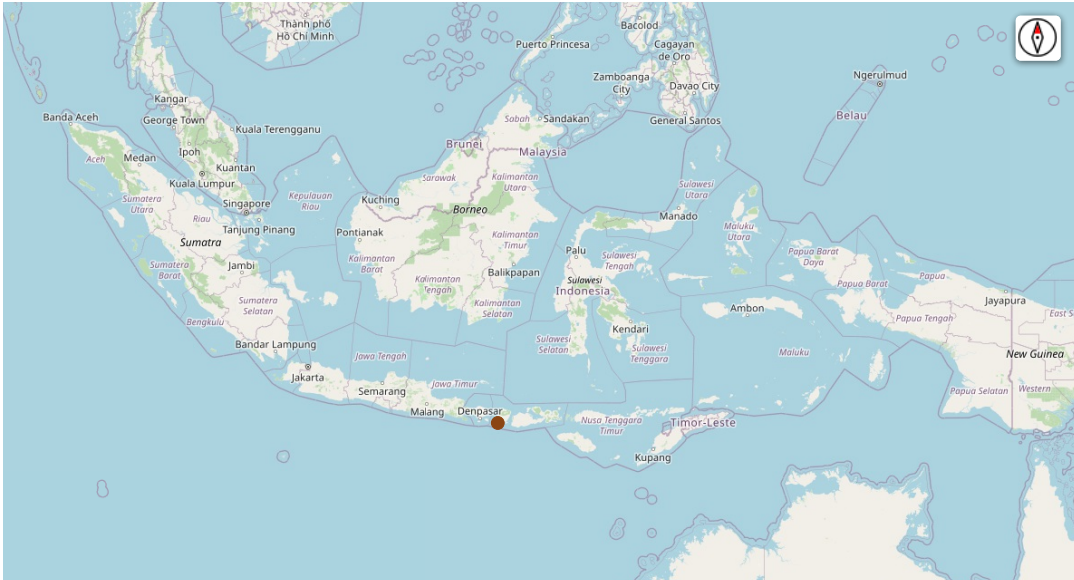 Thành phố
Hồ Chí Minh
Bacolod
Puerto Princesa
Cagayan
de Oro
Zamboanga
City
Davao City
Ngerulmud
Kangar
Banda Aceh
George Town
Kuala Terengganu
Sabah
Sandakan
General Santos
Belau
Ipoh
Brunei
Malaysia
Aceh
Medan
Kuantan
Kuala Lumpur
Sarawak
Kalimantan
Utara
Sulawesi
Utara
Sumatera
Utara
Kepulauan
Riau
Singapore
Kuching
Borneo
Manado
Riau
Tanjung Pinang
Pontianak
Maluku
Utara
Sumatra
Kalimantan
Timur
Palu
Sulawesi
Tengah
Papua Barat
Daya
Sumatera
Barat
Jambi
Kalimantan
Barat
Balikpapan
Sulawesi
Indonesia
Papua
Papua Barat
Kalimantan
Tengah
Sumatera
Selatan
Kalimantan
Selatan
Jayapura
Ambon
Bengkulu
Kendari
Papua Tengah
East S
Bandar Lampung
Sulawesi
Selatan
Sulawesi
Tenggara
Maluku
New Guinea
Jawa Tengah
Jakarta
Semarang
Jawa Timur
Papua Selatan
Western
Malang
Denpasar
Nusa Tenggara
Timur
Timor-Leste
Kupang